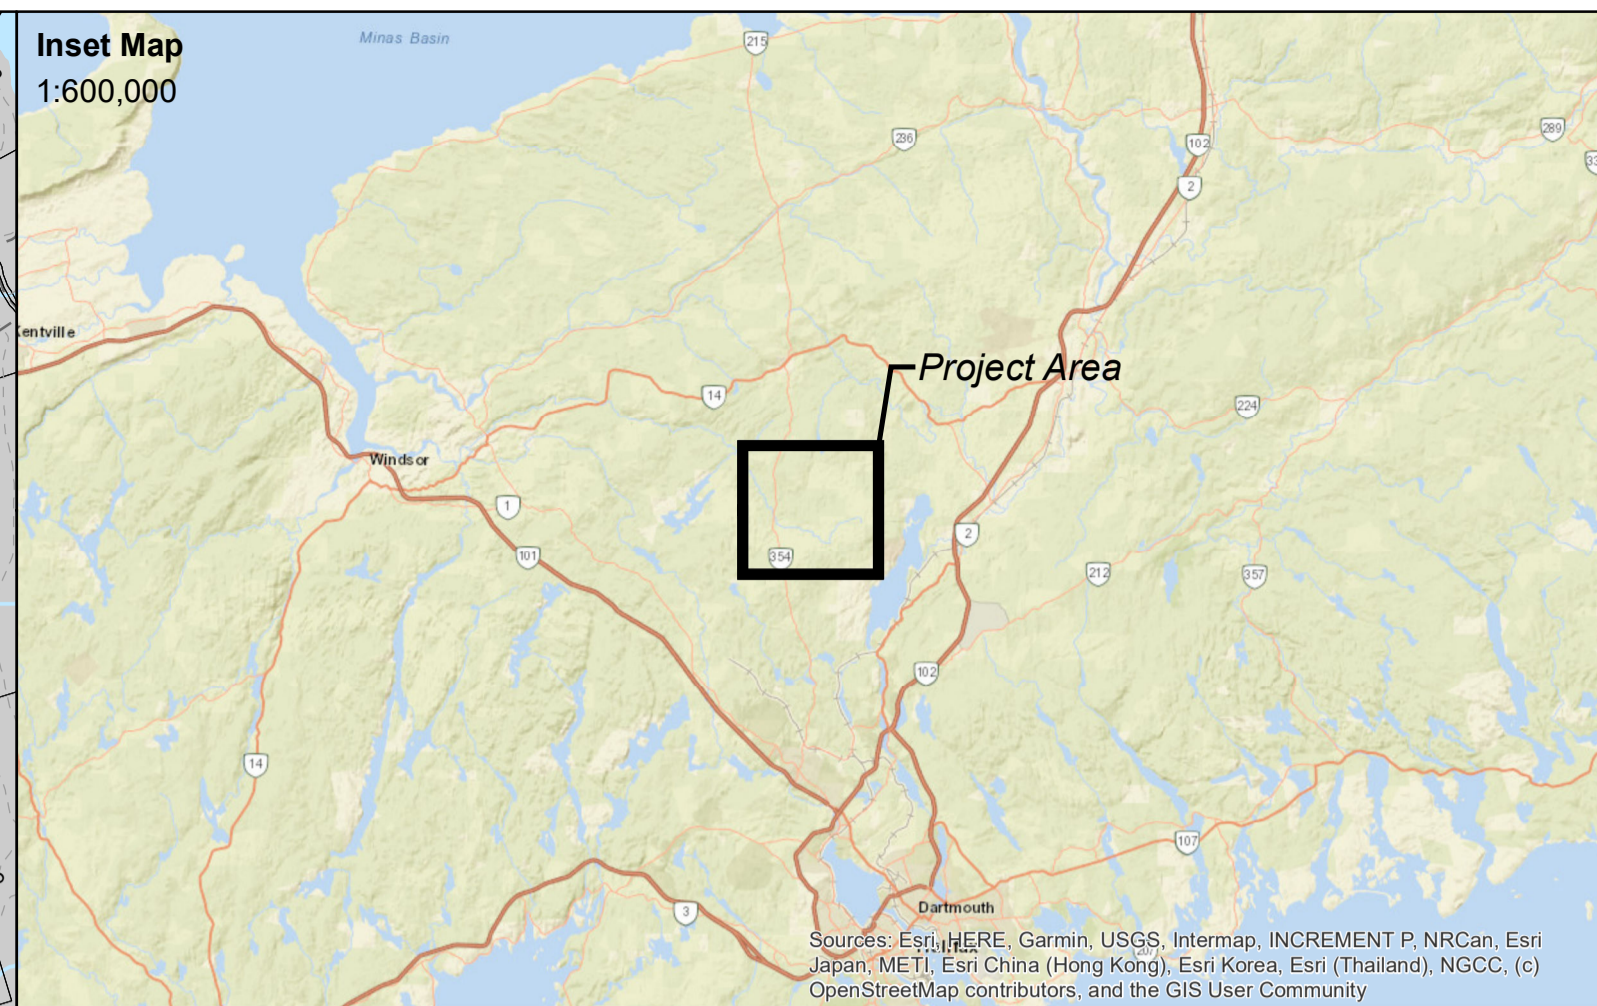 Inset Map
1:600,000
Minas Basin
215
236
289
102
2
Project Area
14
224
Windsor
1
101
2
354
212
357
102
14
107
3
Dartmouth
Sources: Esri, HERE, Garmin, USGS, Intermap, INCREMENT P, NRCan, Esri
Japan, METI, Esri China (Hong Kong), Esri Korea, Esri (Thailand), NGCC, (c)
OpenStreetMap contributors, and the GIS User Community